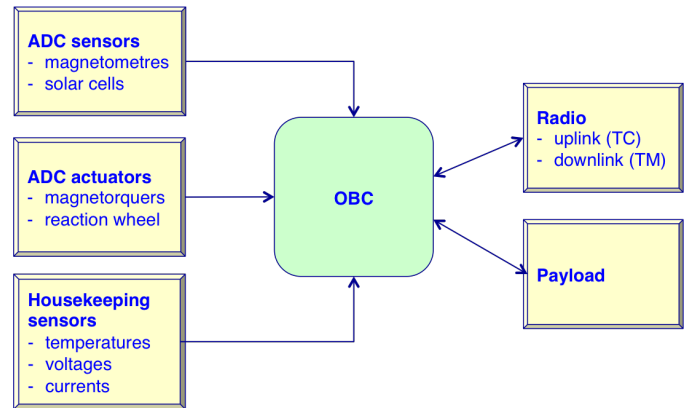 ADC sensors
- magnetometres
- solar cells
ADC actuators
- magnetorquers
- reaction wheel
Housekeeping
sensors
- temperatures
- voltages
- currents
OBC
Radio
- uplink (TC)
- downlink (TM)
Payload